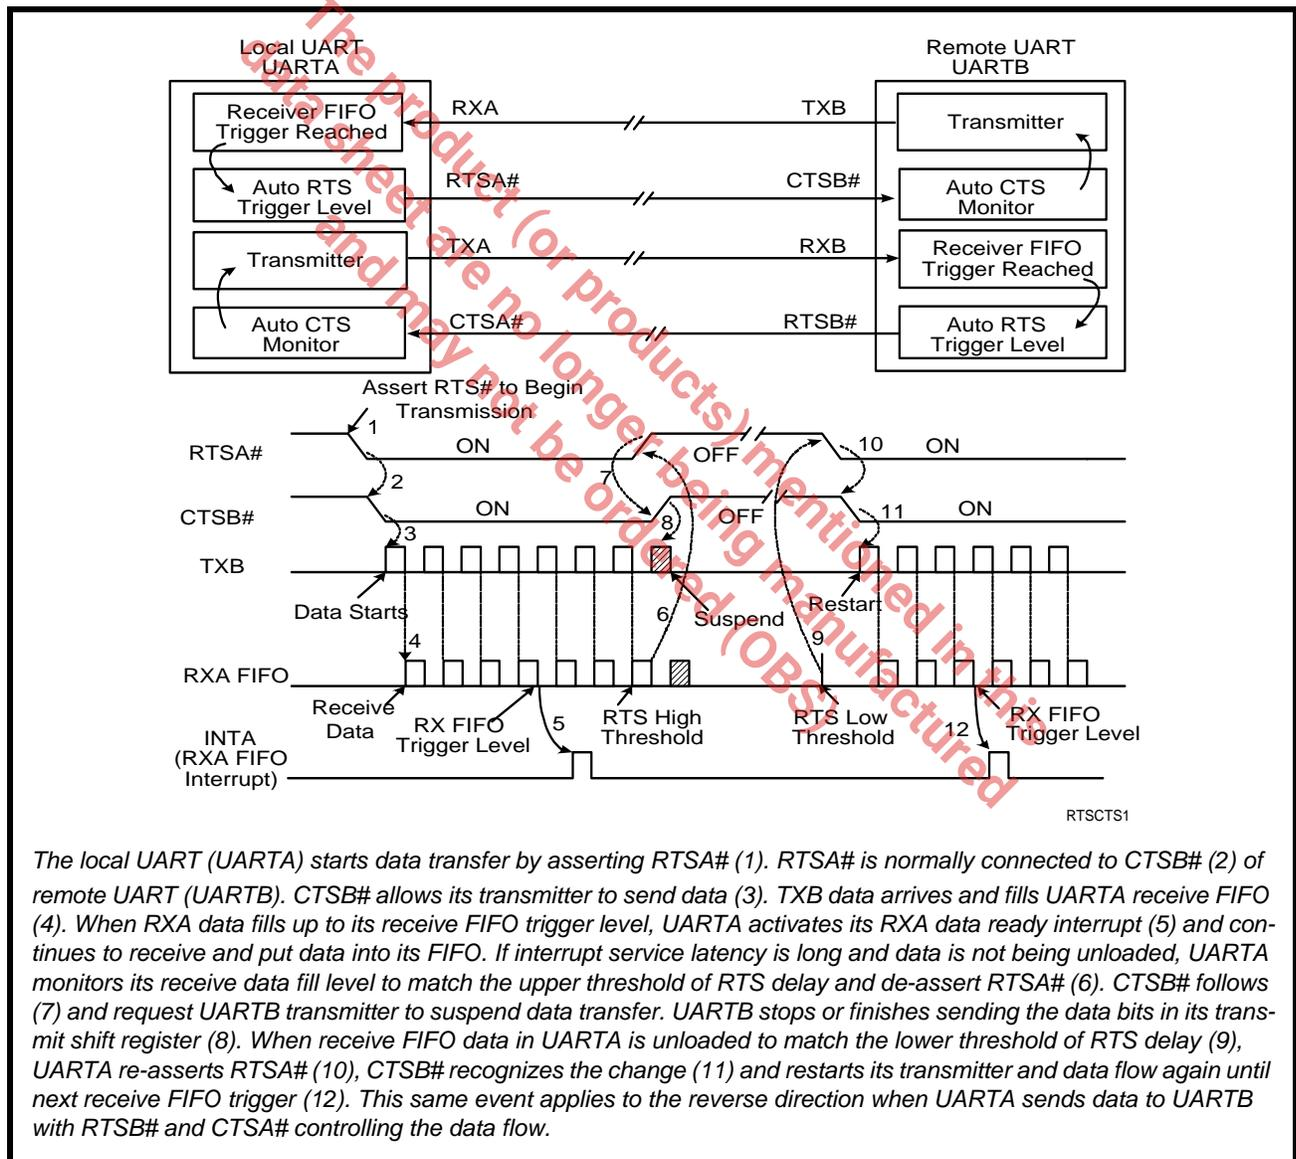 Local UART
UARTA
Remote UART
UARTB
Receiver FIFO
Trigger Reached
RXA
TXB
Transmitter
Auto RTS
Trigger Level
RTSA#
CTSB#
Auto CTS
Monitor
Transmitter
TXA
RXB
Receiver FIFO
Trigger Reached
Auto CTS
Monitor
CTSA#
RTSB#
Auto RTS
Trigger Level
Assert RTS# to Begin
Transmission
RTSA#
1
ON
OFF
10
ON
2
7
CTSB#
ON
OFF
11
ON
3
8
TXB
Data Starts
Suspend
Restart
4
6
9
RXA FIFO
Receive
Data
RX FIFO
Trigger Level
5
RTS High
Threshold
RTS Low
Threshold
12
RX FIFO
Trigger Level
INTA
(RXA FIFO
Interrupt)
RTSCTS1
The product (or products) mentioned in this
data sheet are no longer being manufactured
and may not be ordered (OBS)
The local UART (UARTA) starts data transfer by asserting RTSA# (1). RTSA# is normally connected to CTSB# (2) of
remote UART (UARTB). CTSB# allows its transmitter to send data (3). TXB data arrives and fills UARTA receive FIFO
(4). When RXA data fills up to its receive FIFO trigger level, UARTA activates its RXA data ready interrupt (5) and con-
tinues to receive and put data into its FIFO. If interrupt service latency is long and data is not being unloaded, UARTA
monitors its receive data fill level to match the upper threshold of RTS delay and de-assert RTSA# (6). CTSB# follows
(7) and request UARTB transmitter to suspend data transfer. UARTB stops or finishes sending the data bits in its trans-
mit shift register (8). When receive FIFO data in UARTA is unloaded to match the lower threshold of RTS delay (9),
UARTA re-asserts RTSA# (10), CTSB# recognizes the change (11) and restarts its transmitter and data flow again until
next receive FIFO trigger (12). This same event applies to the reverse direction when UARTA sends data to UARTB
with RTSB# and CTSA# controlling the data flow.